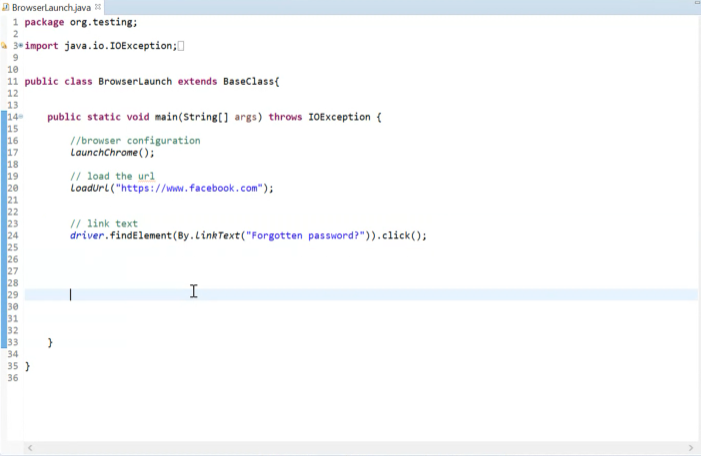 BrowserLaunch.java
1 package org.testing;
2
3 import java.io.IOException;
9
10
11 public class BrowserLaunch extends BaseClass{
12
13
14 public static void main(String[] args) throws IOException {
15
16 //browser configuration
17 launchChrome();
18
19 // load the url
20 loadUrl("https://www.facebook.com");
21
22
23 // link text
24 driver.findElement(By.linkText("Forgotten password?")).click();
25
26
27
28
29
30
31
32
33 }
34
35 }
36